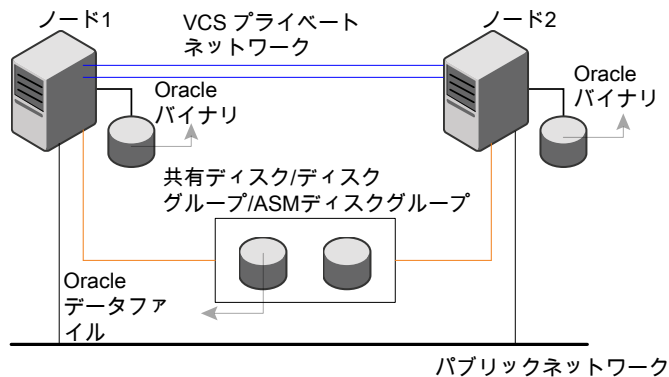 ノード1
VCS プライベート
ネットワーク
ノード2
Oracle
バイナリ
Oracle
バイナリ
共有ディスク/ディスク
グループ/ASMディスクグループ
Oracle
データファ
イル
パブリックネットワーク